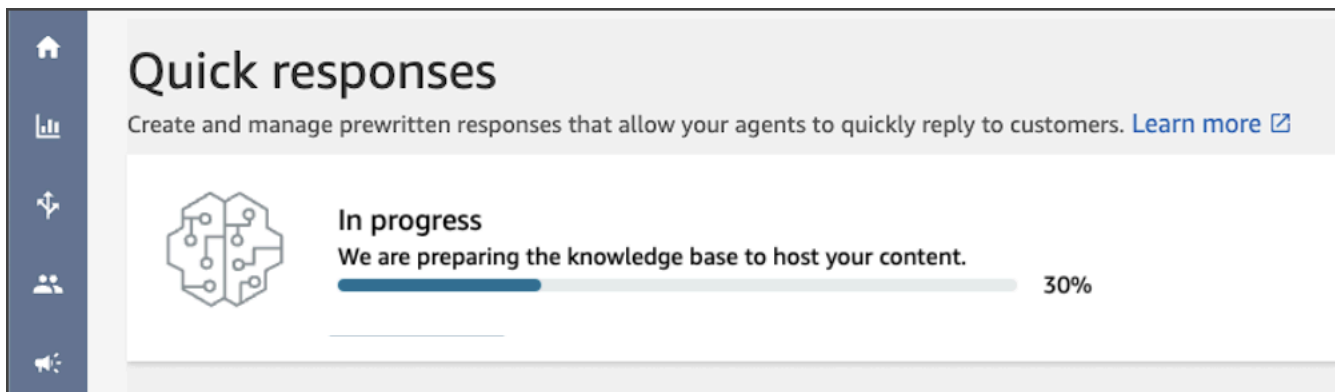 Quick responses
Create and manage prewritten responses that allow your agents to quickly reply to customers. Learn more
In progress
We are preparing the knowledge base to host your content.
30%